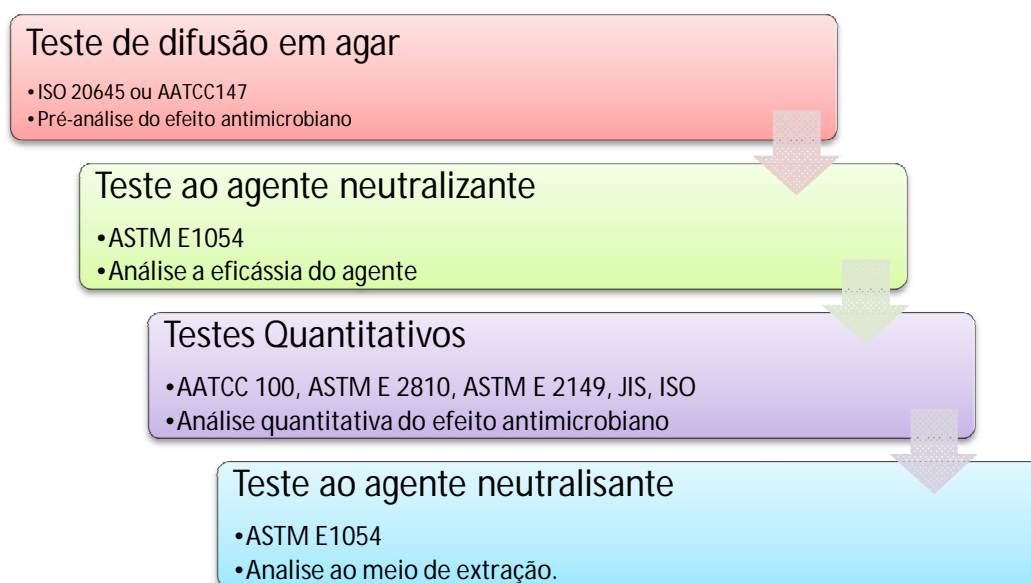 Teste de difusão em agar
•ISO 20645 ou AATCC147
•Pré-análise do efeito antimicrobiano
Teste ao agente neutralizante
•ASTM E1054
•Análise a eficássia do agente
Testes Quantitativos
•AATCC 100, ASTM E 2810, ASTM E 2149, JIS, ISO
•Análise quantitativa do efeito antimicrobiano
Teste ao agente neutralisante
•ASTM E1054
•Analise ao meio de extração.